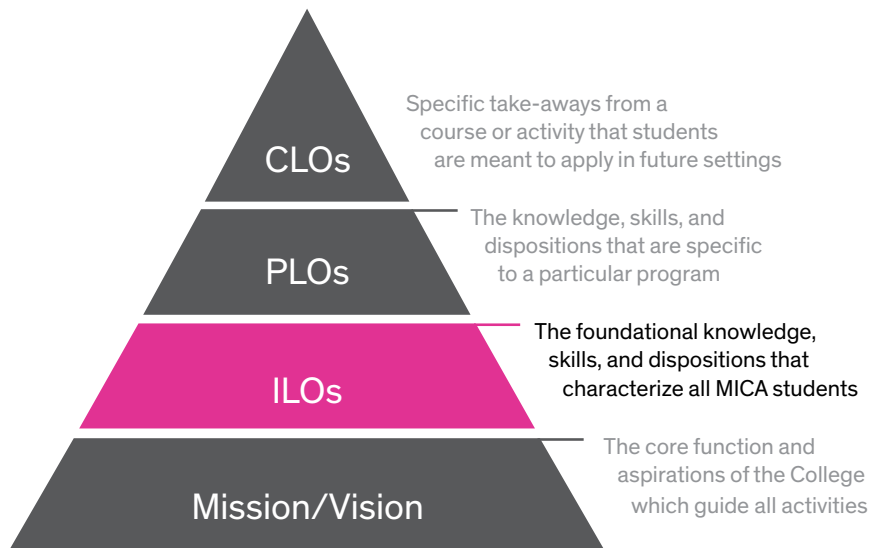 Specific take-aways from a
course or activity that students
are meant to apply in future settings
CLOs
The knowledge, skills, and
dispositions that are specific
to a particular program
PLOs
The foundational knowledge,
skills, and dispositions that
characterize all MICA students
ILOs
The core function and
aspirations of the College
which guide all activities
Mission/Vision